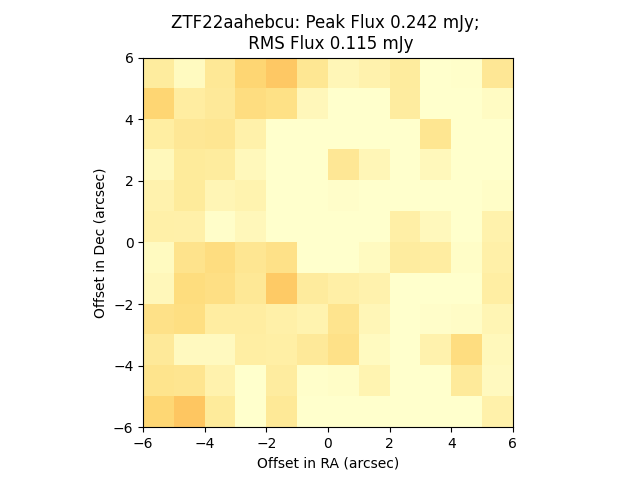 ZTF22aahebcu: Peak Flux 0.242 mJy;
RMS Flux 0.115 mJy
6
4
2
0
−2
−4
−6
Offset in Dec (arcsec)
−6 −4 −2 0 2 4 6
Offset in RA (arcsec)